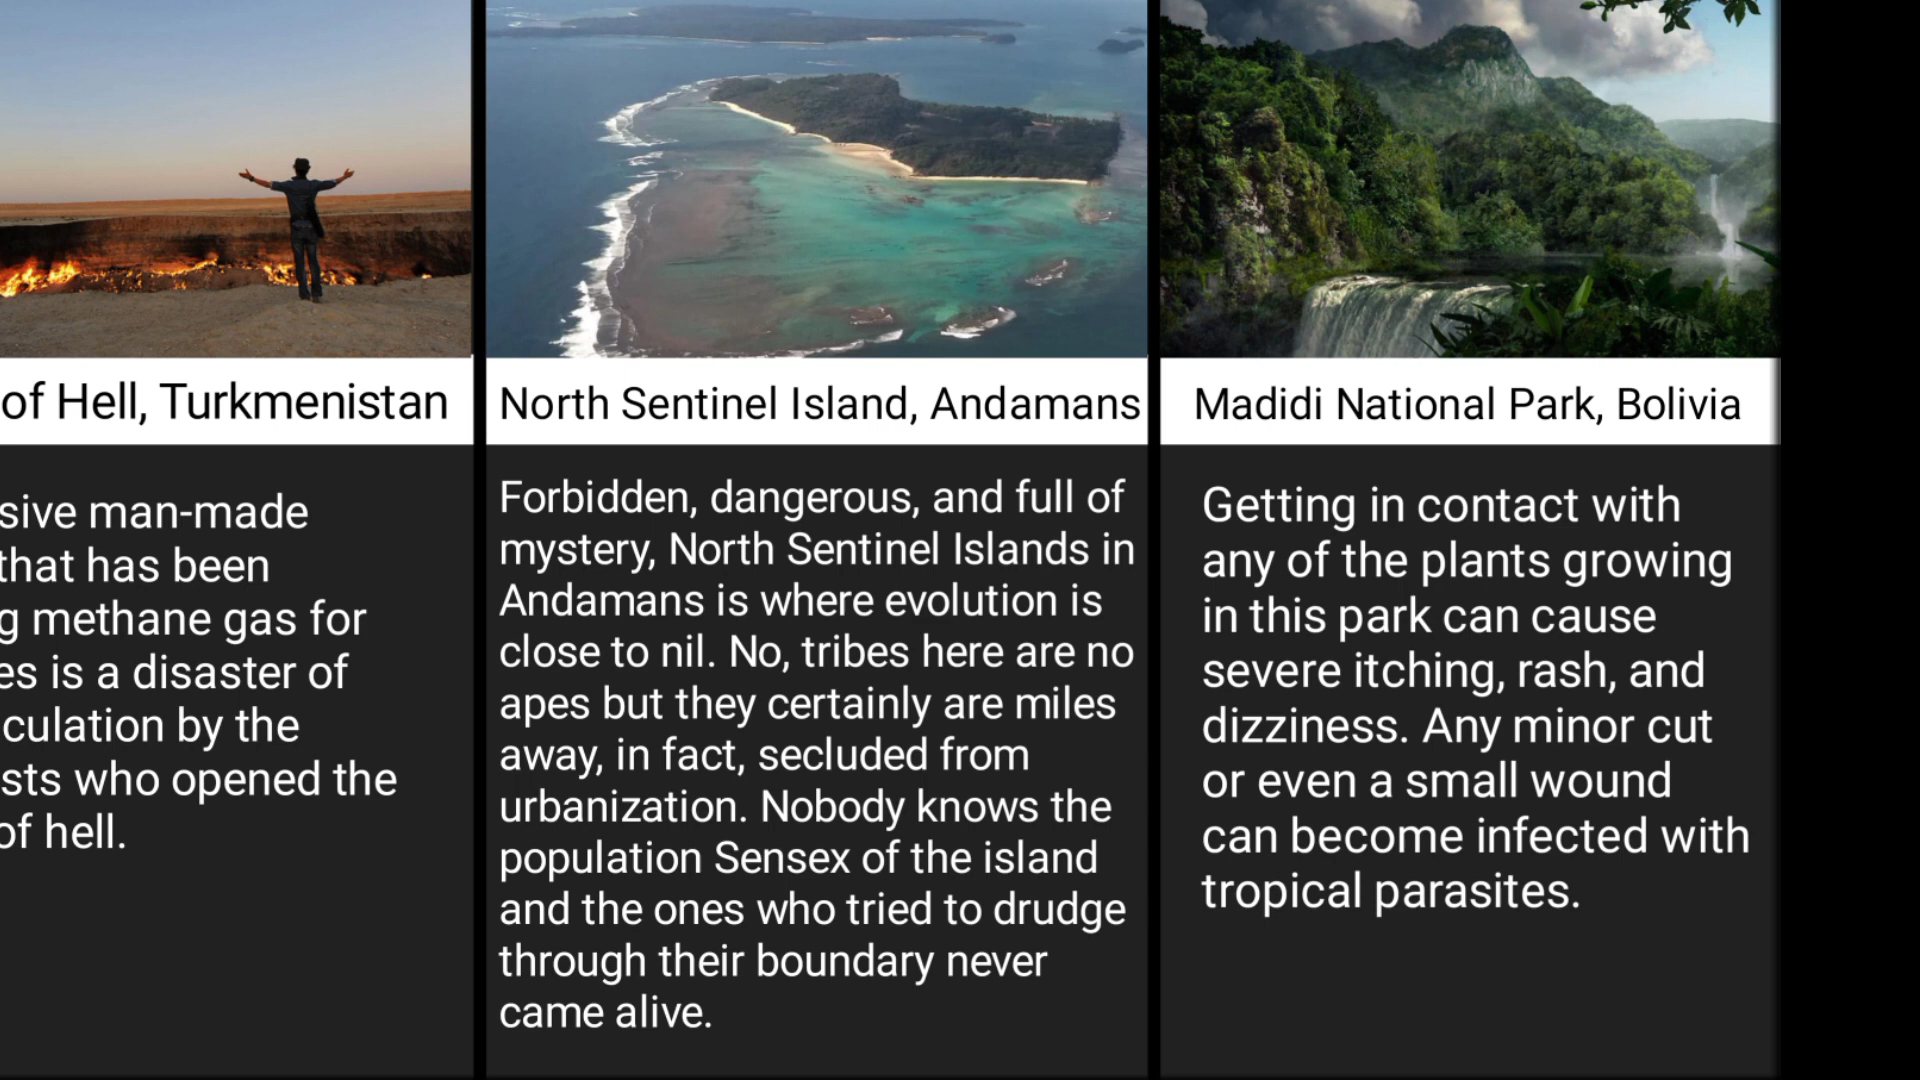 of Hell, Turkmenistan
sive man-made
that has been
g methane gas for
es is a disaster of
culation by the
sts who opened the
of hell.
North Sentinel Island, Andamans
Forbidden, dangerous, and full of
mystery, North Sentinel Islands in
Andamans is where evolution is
close to nil. No, tribes here are no
apes but they certainly are miles
away, in fact, secluded from
urbanization. Nobody knows the
population Sensex of the island
and the ones who tried to drudge
through their boundary never
came alive.
Madidi National Park, Bolivia
Getting in contact with
any of the plants growing
in this park can cause
severe itching, rash, and
dizziness. Any minor cut
or even a small wound
can become infected with
tropical parasites.